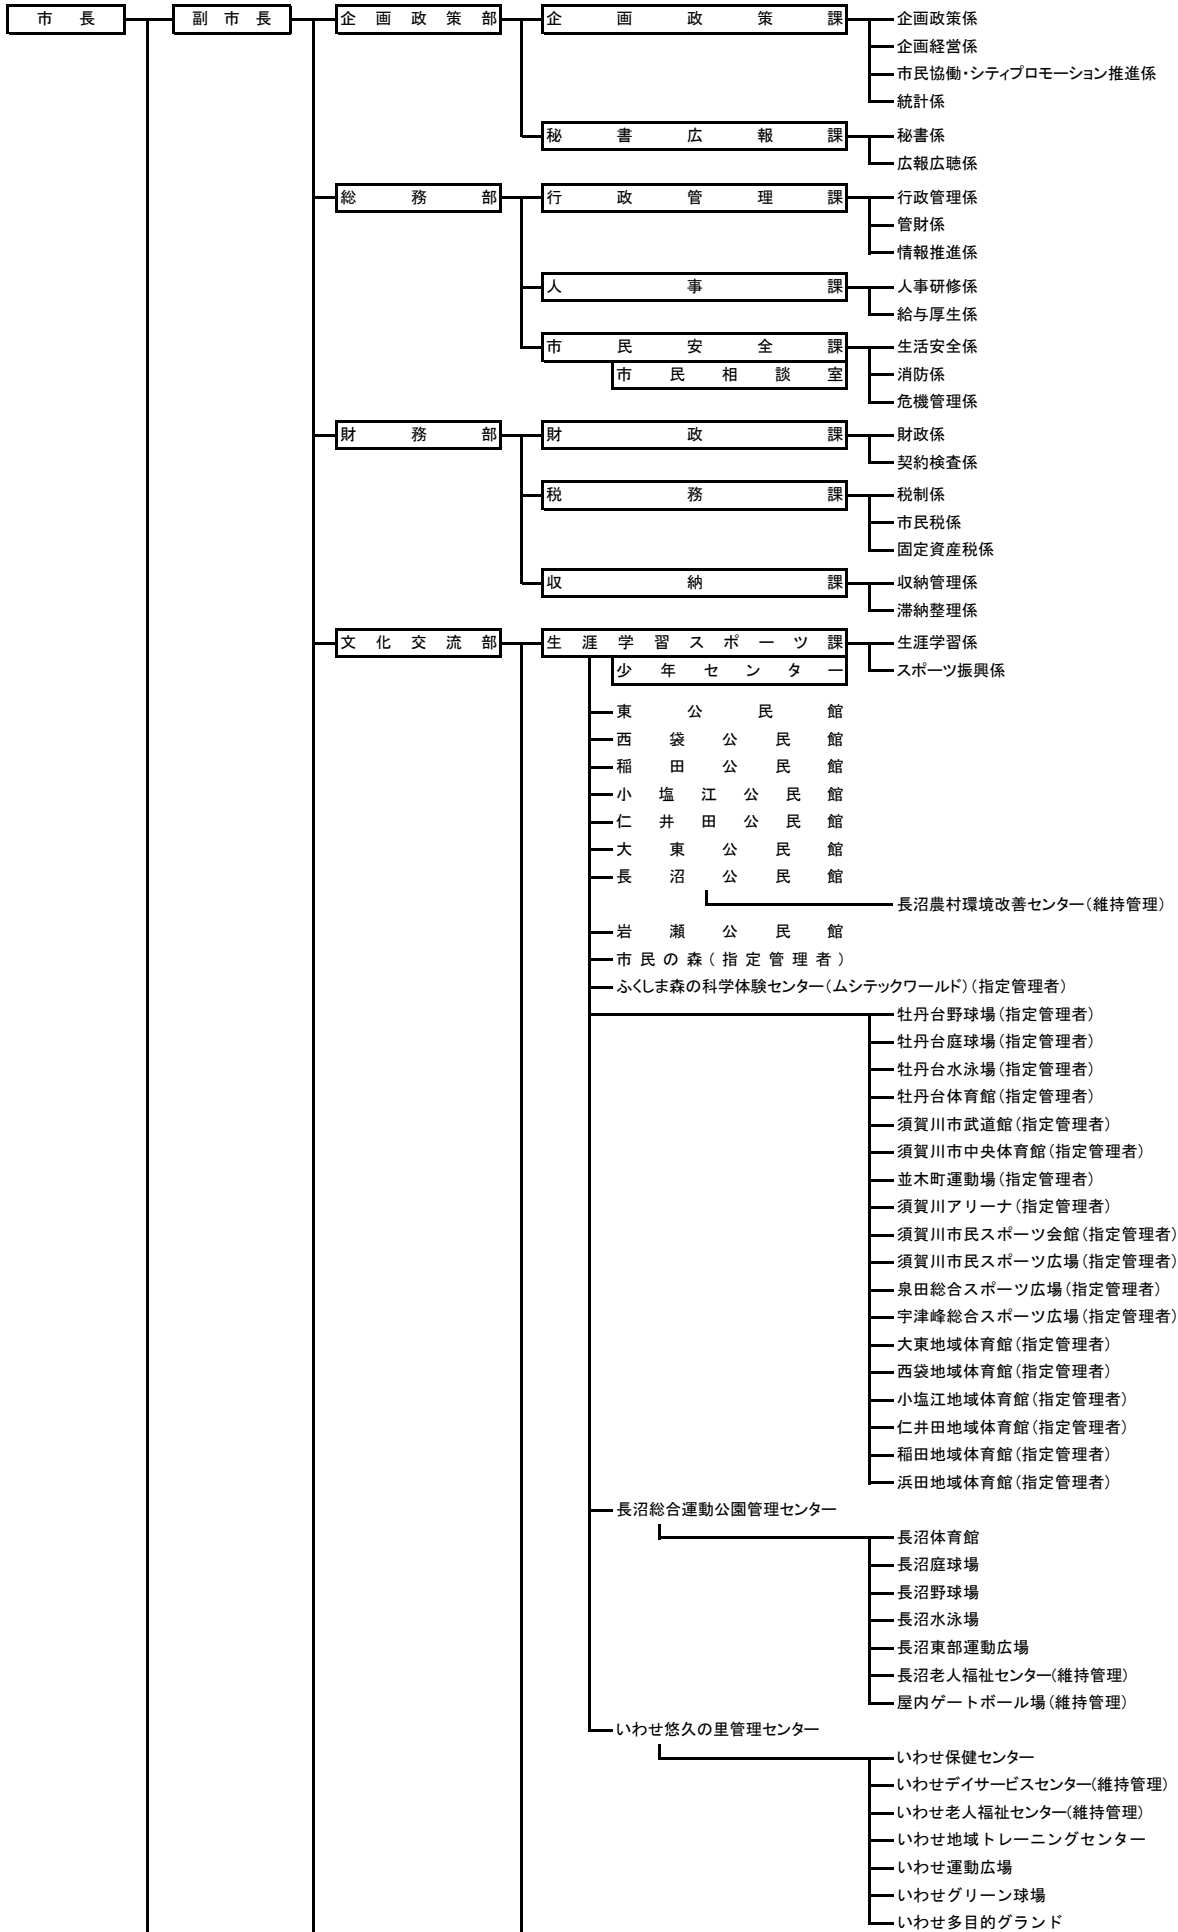 市長 副市長 企画政策部 企画政策課 企画政策係
企画経営係
市民協働・シティプロモーション推進係
統計係
秘書広報課 秘書係
広報広聴係
総務部 行政管理課 行政管理係
管財係
情報推進係
人事課 人事研修係
給与厚生係
市民安全課 生活安全係
市民相談室 消防係
危機管理係
財務部 財政課 財政係
契約検査係
税務課 税制係
市民税係
固定資産税係
収納課 収納管理係
滞納整理係
文化交流部 生涯学習スポーツ課 生涯学習係
少年センター スポーツ振興係
東公民館
西袋公民館
稲田公民館
小塩江公民館
仁井田公民館
大東公民館
長沼公民館
長沼農村環境改善センター(維持管理)
岩瀬公民館
市民の森(指定管理者)
ふくしま森の科学体験センター(ムシテックワールド)(指定管理者)
牡丹台野球場(指定管理者)
牡丹台庭球場(指定管理者)
牡丹台水泳場(指定管理者)
牡丹台体育館(指定管理者)
須賀川市武道館(指定管理者)
須賀川市中央体育館(指定管理者)
並木町運動場(指定管理者)
須賀川アリーナ(指定管理者)
須賀川市民スポーツ会館(指定管理者)
須賀川市民スポーツ広場(指定管理者)
泉田総合スポーツ広場(指定管理者)
宇津峰総合スポーツ広場(指定管理者)
大東地域体育館(指定管理者)
西袋地域体育館(指定管理者)
小塩江地域体育館(指定管理者)
仁井田地域体育館(指定管理者)
稲田地域体育館(指定管理者)
浜田地域体育館(指定管理者)
長沼総合運動公園管理センター
長沼体育館
長沼庭球場
長沼野球場
長沼水泳場
長沼東部運動広場
長沼老人福祉センター(維持管理)
屋内ゲートボール場(維持管理)
いわせ悠久の里管理センター
いわせ保健センター
いわせデイサービスセンター(維持管理)
いわせ老人福祉センター(維持管理)
いわせ地域トレーニングセンター
いわせ運動広場
いわせグリーン球場
いわせ多目的グランド